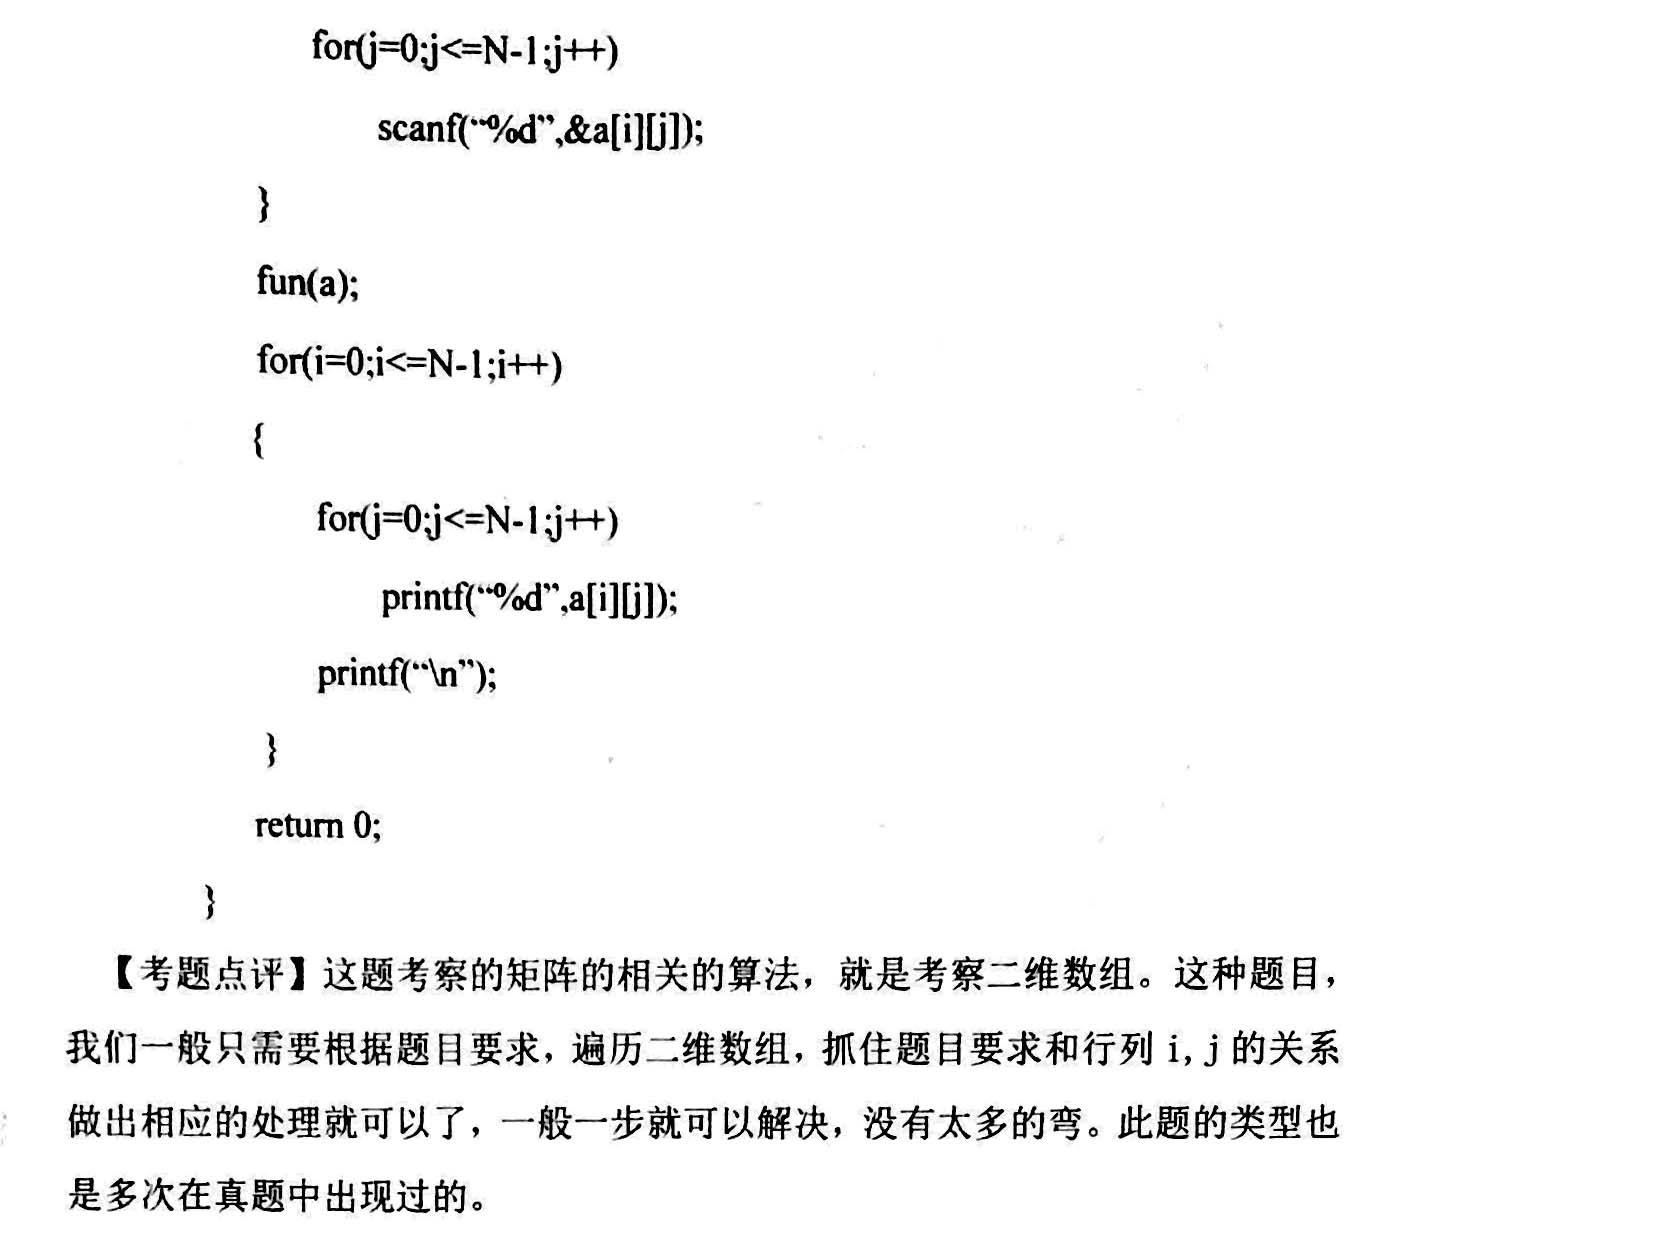 for(j=0;j<=N-1;j++)
scanf(“%d”,&a[i][j]);
}
fun(a);
for(i=0;i<=N-1;i++)
{
for(j=0;j<=N-1;j++)
printf(“%d”,a[i][j]);
printf(“\n”);
}
return 0;
}
【考题点评】这题考察的矩阵的相关的算法，就是考察二维数组。这种题目，
我们一般只需要根据题目要求，遍历二维数组，抓住题目要求和行列 i,j 的关系
做出相应的处理就可以了，一般一步就可以解决，没有太多的弯。此题的类型也
是多次在真题中出现过的。